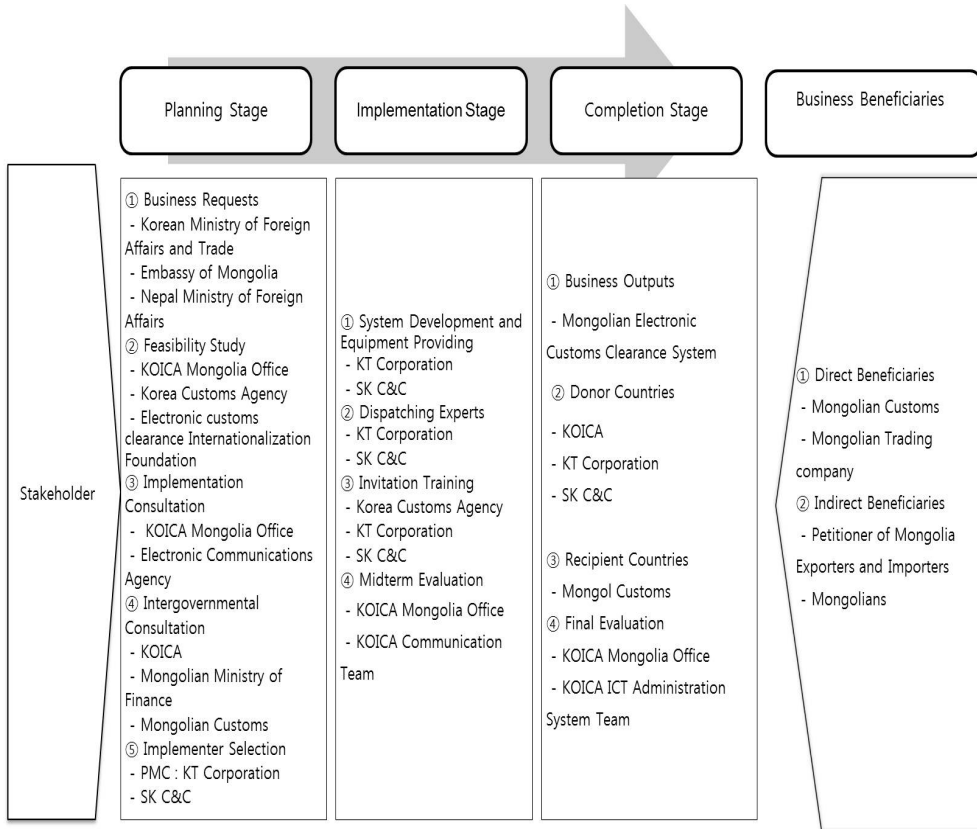 Planning Stage
Implementation Stage
Completion Stage
Business Beneficiaries
Stakeholder
① Business Requests
- Korean Ministry of Foreign
Affairs and Trade
- Embassy of Mongolia
- Nepal Ministry of Foreign
Affairs
② Feasibility Study
- KOICA Mongolia Office
- Korea Customs Agency
- Electronic customs
clearance Internationalization
Foundation
③ Implementation
Consultation
- KOICA Mongolia Office
- Electronic Communications
Agency
④ Intergovernmental
Consultation
- KOICA
- Mongolian Ministry of
Finance
- Mongolian Customs
⑤ Implementer Selection
- PMC : KT Corporation
- SK C&C
① System Development and
Equipment Providing
- KT Corporation
- SK C&C
② Dispatching Experts
- KT Corporation
- SK C&C
③ Invitation Training
- Korea Customs Agency
- KT Corporation
- SK C&C
④ Midterm Evaluation
- KOICA Mongolia Office
- KOICA Communication
Team
① Business Outputs
- Mongolian Electronic
Customs Clearance System
② Donor Countries
- KOICA
- KT Corporation
- SK C&C
③ Recipient Countries
- Mongol Customs
④ Final Evaluation
- KOICA Mongolia Office
- KOICA ICT Administration
System Team
① Direct Beneficiaries
- Mongolian Customs
- Mongolian Trading
company
② Indirect Beneficiaries
- Petitioner of Mongolia
Exporters and Importers
- Mongolians